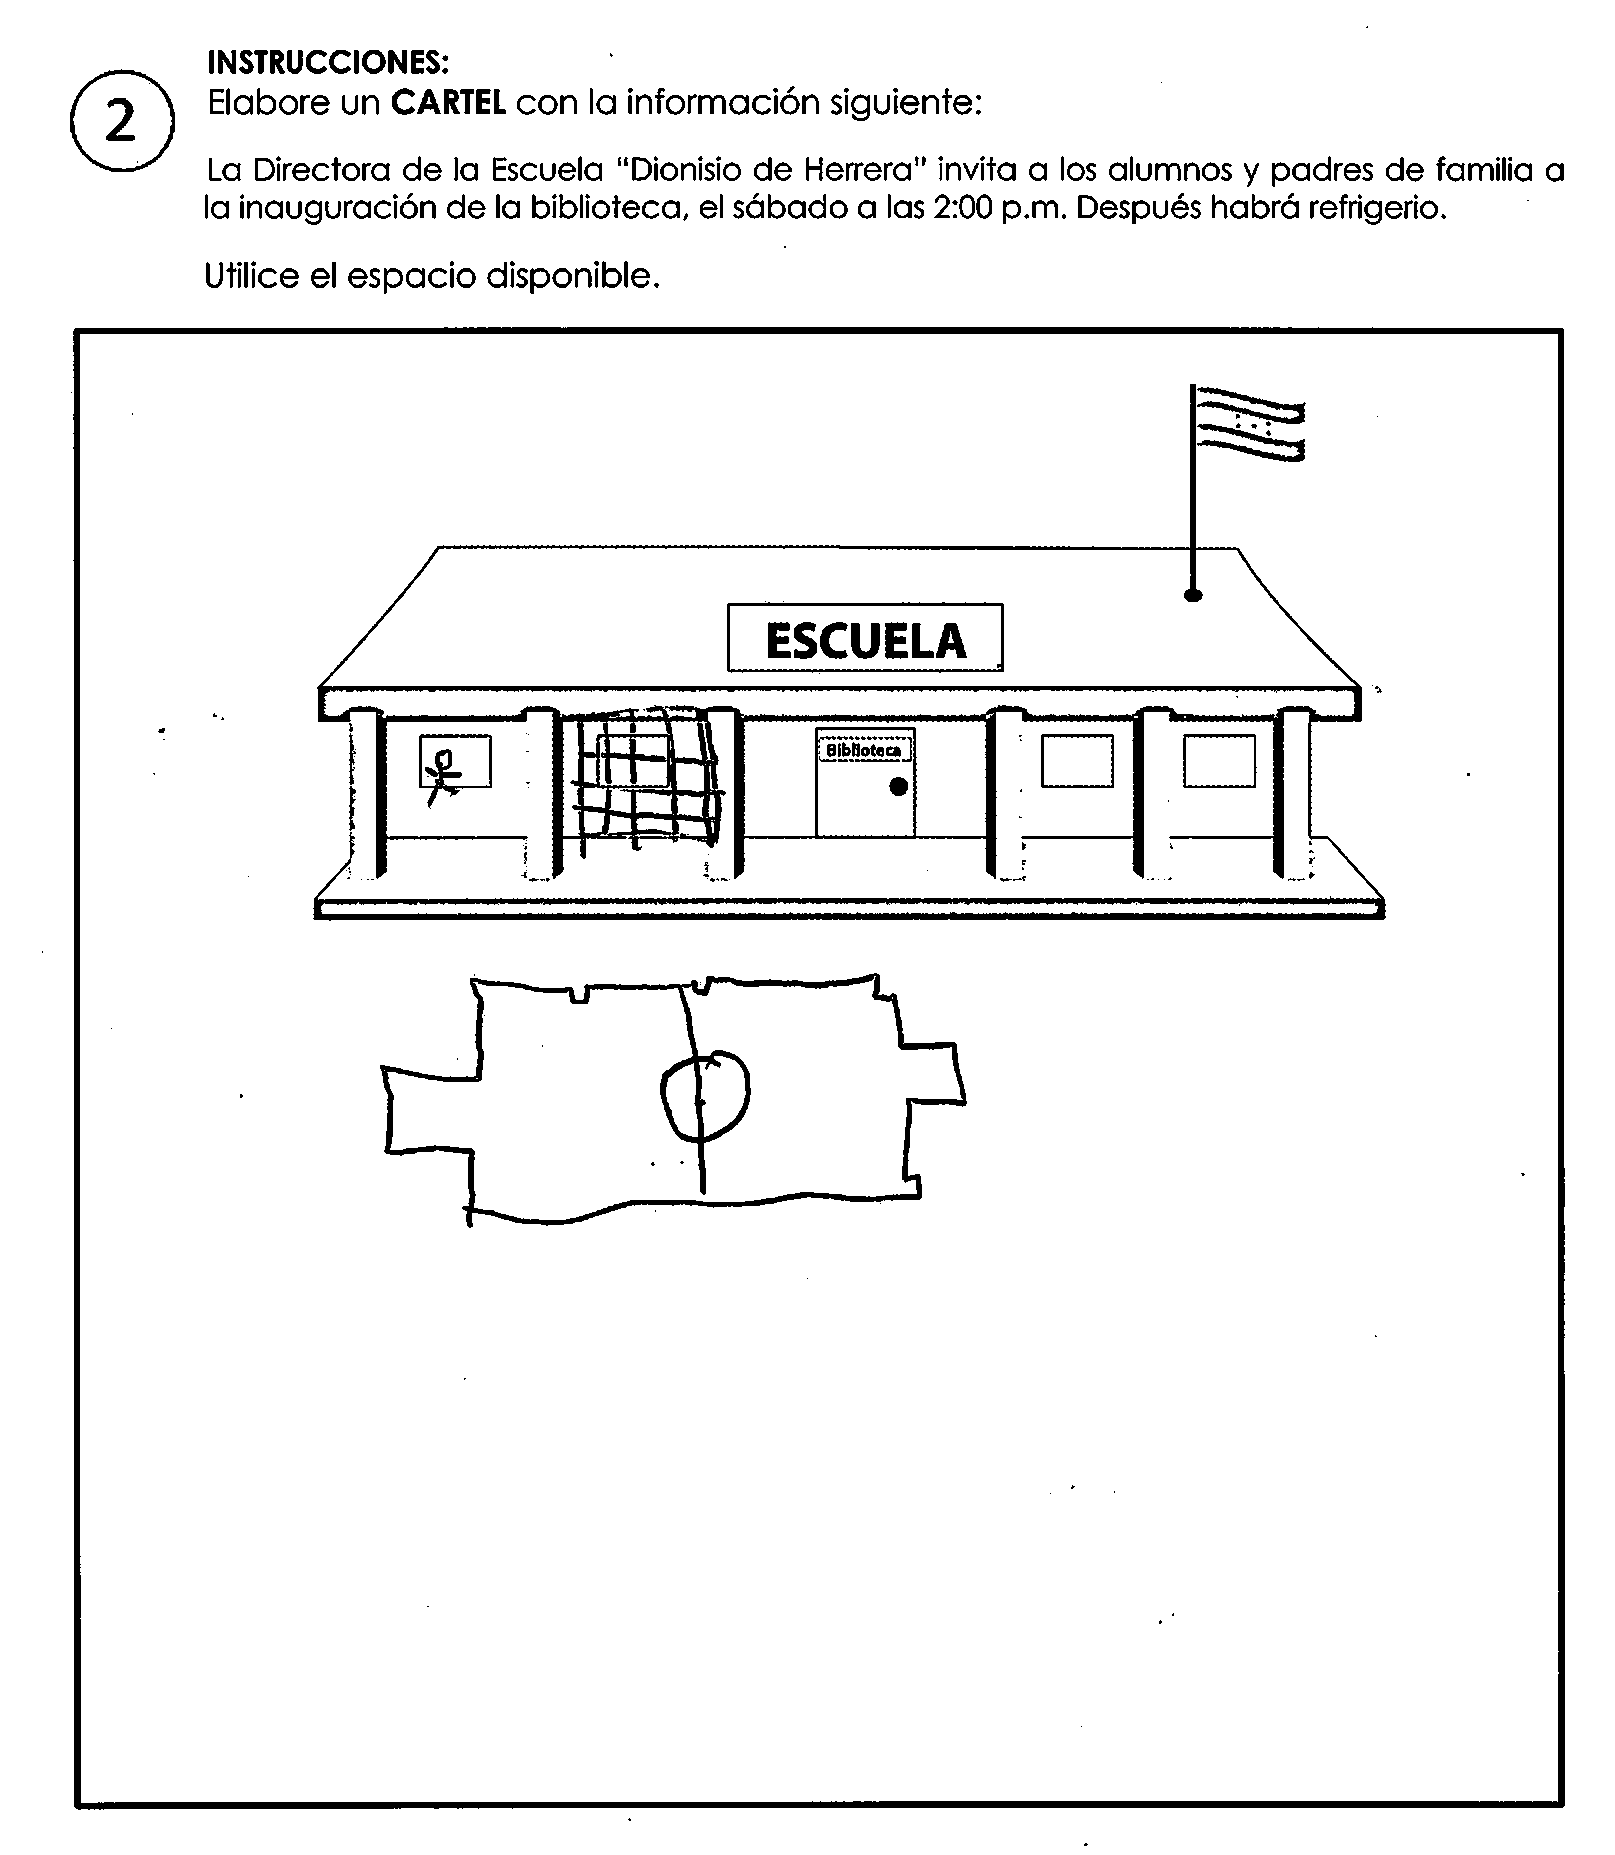 INSTRUCCIONES:
2
Elabore un CARTEL con la información siguiente:
La Directora de la Escuela "Dionisio de Herrera" invita a los alumnos y padres de familia a
la inauguración de la biblioteca, el sábado a las 2:00 p.m. Después habrá refrigerio.
Utilice el espacio disponible.
ESCUELA
Biblioteca